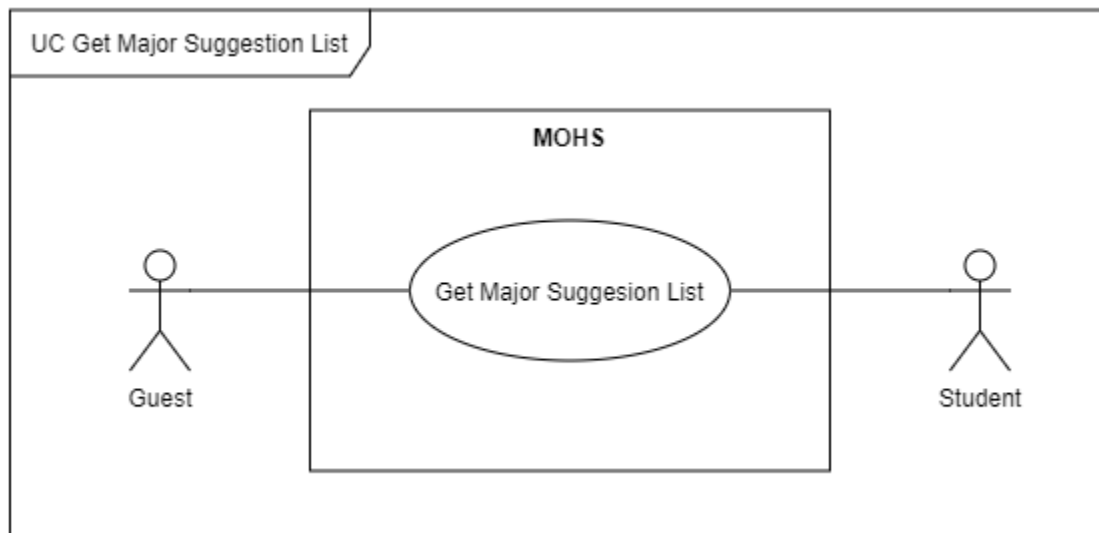 UC Get Major Suggestion List
MOHS
Get Major Suggesion List
Guest
Student